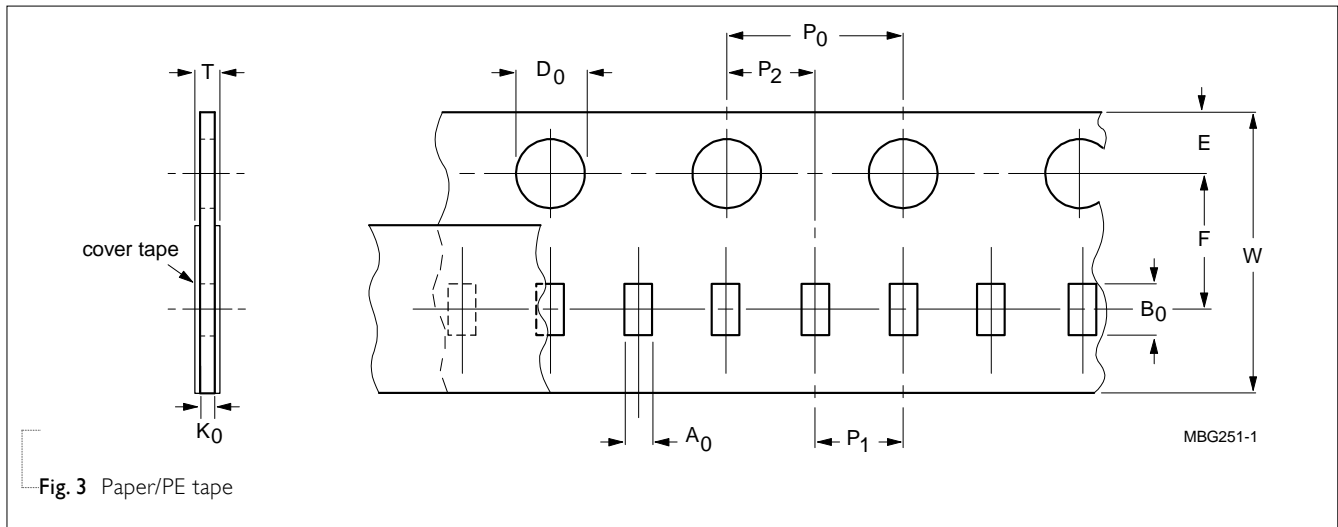 P0
T
D0
P2
E
F
W
cover tape
B0
K0
A0
P1
MBG251-1
Fig. 3 Paper/PE tape